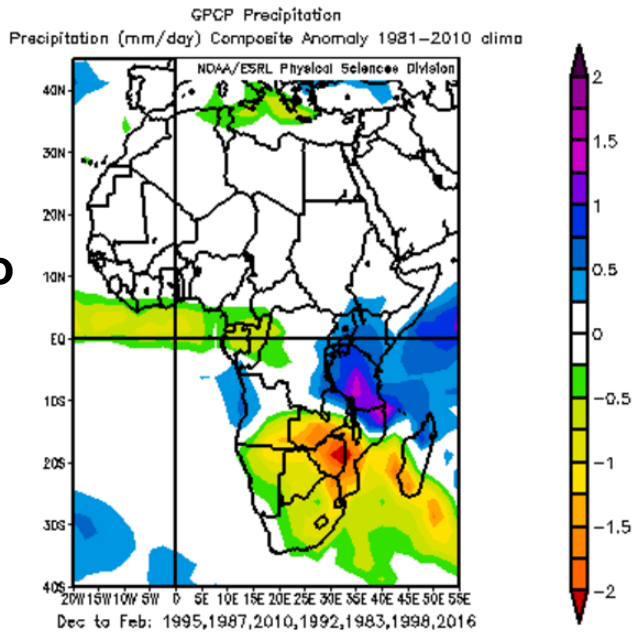 GPCP Precipitation
Precipitation (mm/day) Composite Anomaly 1981–2010 climo
NOAA/ESRL Physical Sciences Division
40N
30N
20N
10N
EQ
10S
20S
30S
40S
20W 15W 10W 5W 0 5E 10E 15E 20E 25E 30E 35E 40E 45E 50E 55E
Dec to Feb: 1995,1987,2010,1992,1983,1998,2016
2
1.5
1
0.5
0
−0.5
−1
−1.5
−2